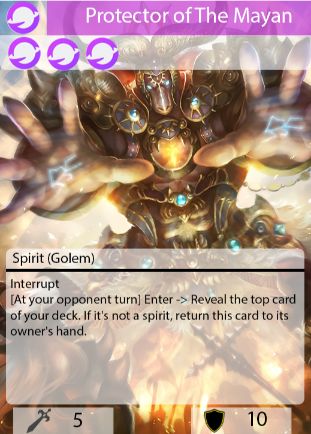 Protector of The Mayan
Spirit (Golem)
Interrupt
[At your opponent turn] Enter -> Reveal the top card
of your deck. If it's not a spirit, return this card to its
owner's hand.
5
10